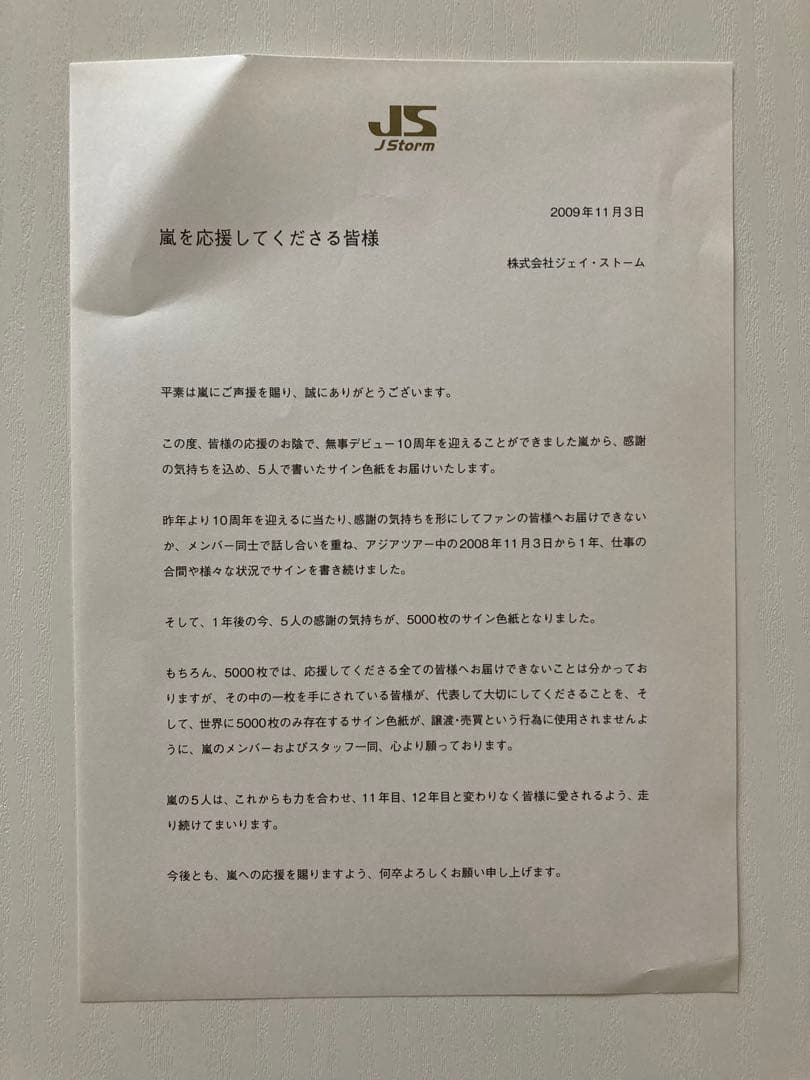 JS
J Storm
2009年11月3日
嵐を応援してくださる皆様
株式会社ジェイ・ストーム
平素は嵐にご声援を賜り、誠にありがとうございます。
この度、皆様の応援のお陰で、無事デビュー10周年を迎えることができました嵐から、感謝
の気持ちを込め、5人で書いたサイン色紙をお届けいたします。
昨年より10周年を迎えるに当たり、感謝の気持ちを形にしてファンの皆様へお届けできない
か、メンバー同士で話し合いを重ね、アジアツアー中の2008年11月3日から1年、仕事の
合間や様々な状況でサインを書き続けました。
そして、1年後の今、5人の感謝の気持ちが、5000枚のサイン色紙となりました。
もちろん、5000枚では、応援してくださる全ての皆様へお届けできないことは分かってお
りますが、その中の一枚を手にされている皆様が、代表して大切にしてくださることを、そ
して、世界に5000枚のみ存在するサイン色紙が、譲渡・売買という行為に使用されませんよ
うに、嵐のメンバーおよびスタッフ一同、心より願っております。
嵐の5人は、これからも力を合わせ、11年目、12年目と変わりなく皆様に愛されるよう、走
り続けてまいります。
今後とも、嵐への応援を賜りますよう、何卒よろしくお願い申し上げます。